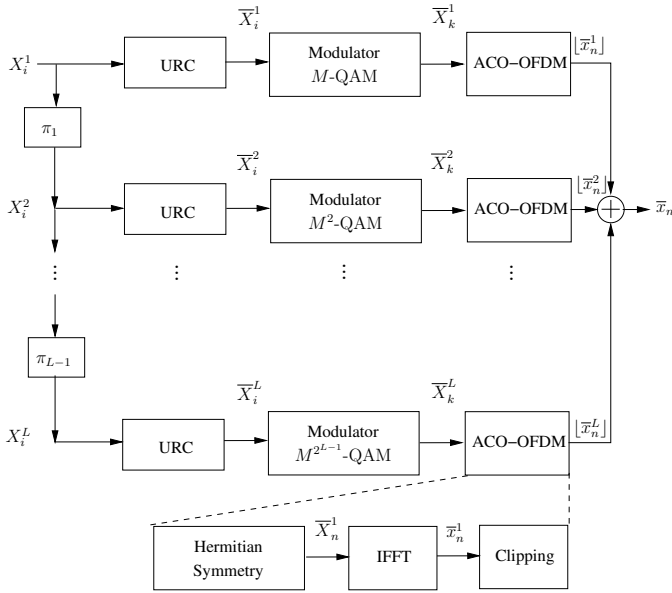 X̅_i^1 X̅_k^1 ⌊x̅_n^1⌋
X_i^1 URC Modulator M-QAM ACO−OFDM
π_1
X̅_i^2 X̅_k^2 ⌊x̅_n^2⌋
X_i^2 URC Modulator M^2-QAM ACO−OFDM + x̅_n
⋮ ⋮ ⋮ ⋮
π_{L−1}
X̅_i^L X̅_k^L ⌊x̅_n^L⌋
X_i^L URC Modulator M^{2^{L−1}}-QAM ACO−OFDM
X̅_n^1 x̅_n^1
Hermitian Symmetry IFFT Clipping